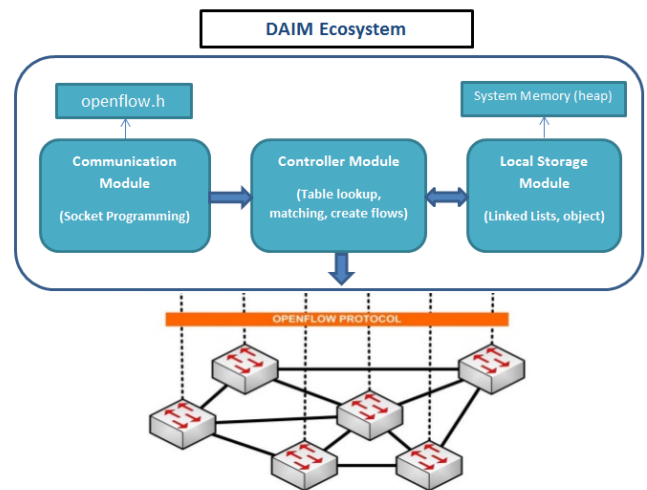 DAIM Ecosystem
openflow.h
System Memory (heap)
Communication
Module
(Socket Programming)
Controller Module
(Table lookup,
matching, create flows)
Local Storage
Module
(Linked Lists, object)
OPENFLOW PROTOCOL